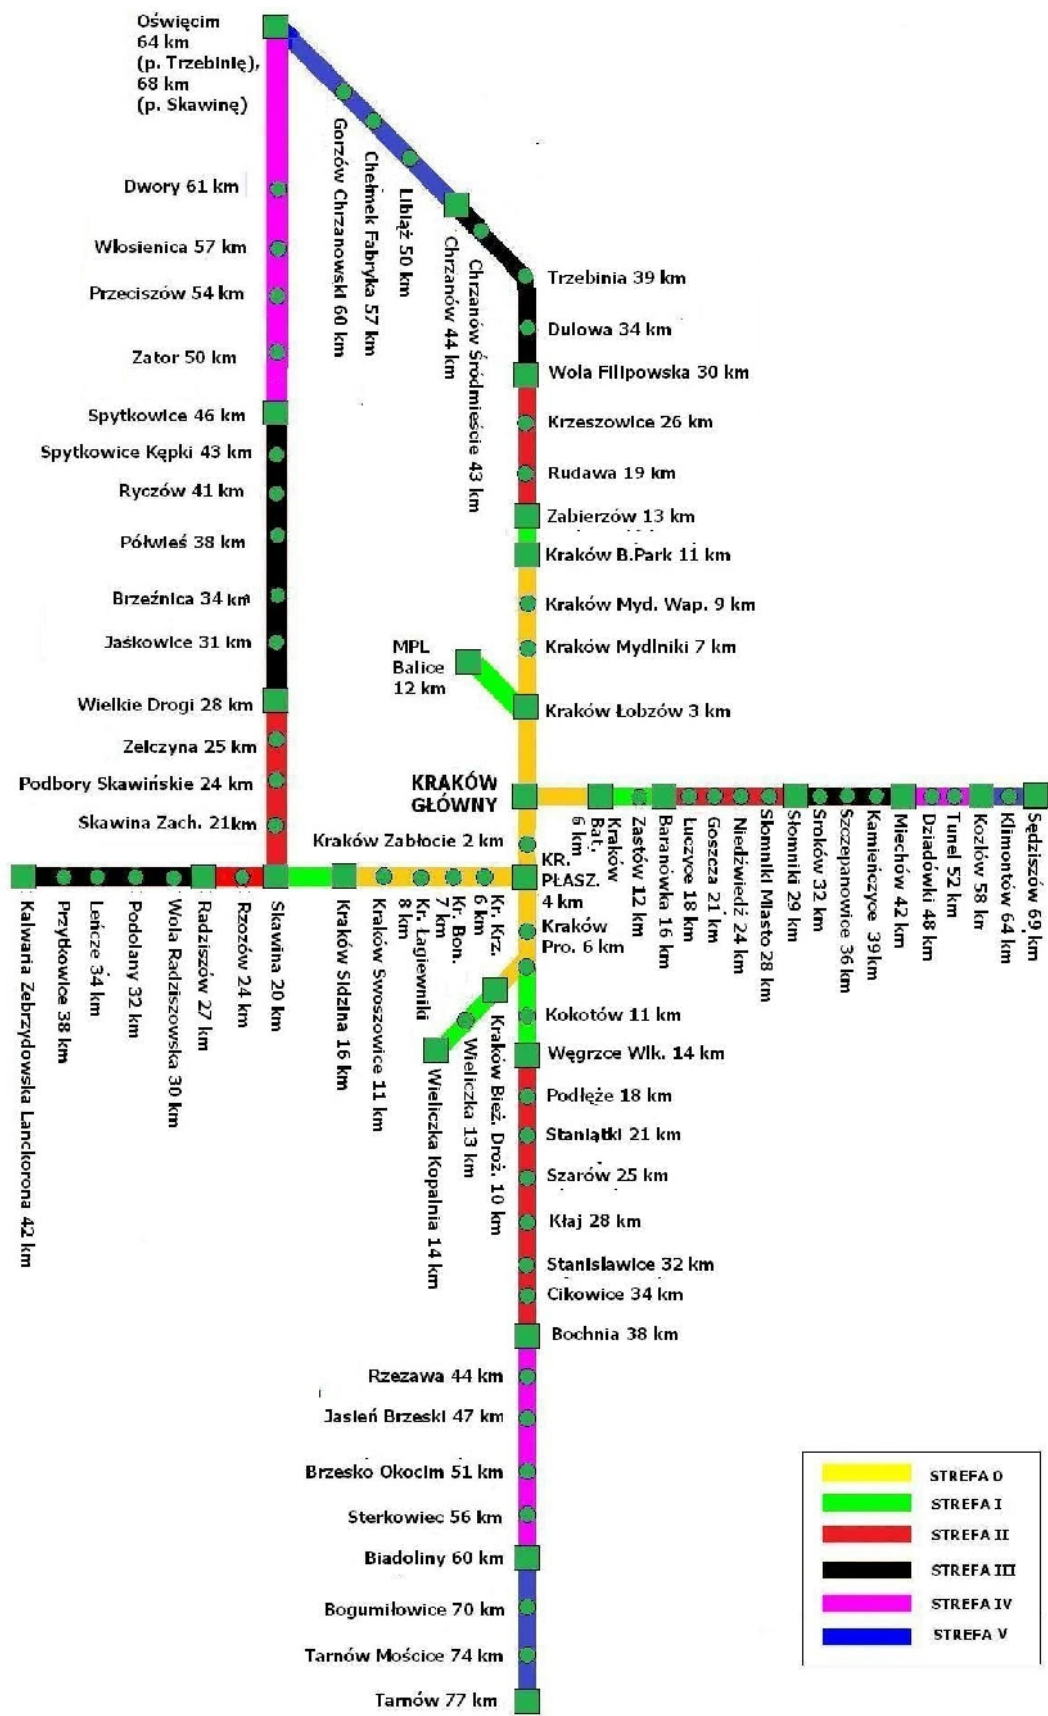 Oświęcim
64 km
(p. Trzebinię),
68 km
(p. Skawinę)
Dwory 61 km
Włosienica 57 km
Przeciszów 54 km
Zator 50 km
Spytkowice 46 km
Spytkowice Kępki 43 km
Ryczów 41 km
Półwieś 38 km
Brzeźnica 34 km
Jaśkowice 31 km
Wielkie Drogi 28 km
Zelczyna 25 km
Podbory Skawińskie 24 km
Skawina Zach. 21km
Gorzów Chrzanowski 60 km
Chełmek Fabryka 57 km
Libiąż 50 km
Chrzanów 44 km
Chrzanów Śródmieście 43 km
Trzebinia 39 km
Dulowa 34 km
Wola Filipowska 30 km
Krzeszowice 26 km
Rudawa 19 km
Zabierzów 13 km
Kraków B.Park 11 km
Kraków Myd. Wap. 9 km
Kraków Mydlniki 7 km
MPL
Balice
12 km
Kraków Łobzów 3 km
KRAKÓW
GŁÓWNY
Kraków
Bat.
6 km
Zastów 12 km
Baranówka 16 km
Łuczyce 18 km
Goszcza 21 km
Niedźwiedź 24 km
Słomniki Miasto 28 km
Słomniki 29 km
Sroków 32 km
Szczepanowice 36 km
Kamieńczyce 39 km
Miechów 42 km
Dziadówki 48 km
Tunel 52 km
Kozłów 58 km
Klimontów 64 km
Sędziszów 69 km
Kraków Zabłocie 2 km
KR.
PŁASZ.
4 km
Kraków
Pro. 6 km
Kalwaria Zebrzydowska Lanckorona 42 km
Przytkowice 38 km
Leńcze 34 km
Podolany 32 km
Wola Radziszowska 30 km
Radziszów 27 km
Rzozów 24 km
Skawina 20 km
Kraków Sidzina 16 km
Kraków Swoszowice 11 km
Kr. Łagiewniki
8 km
Kr. Bon.
7 km
Kr. Krz.
6 km
Kraków Bież. Droż. 10 km
Wieliczka 13 km
Wieliczka Kopalnia 14 km
Kokotów 11 km
Węgrzce Wlk. 14 km
Podłęże 18 km
Staniątki 21 km
Szarów 25 km
Kłaj 28 km
Stanisławice 32 km
Cikowice 34 km
Bochnia 38 km
Rzezawa 44 km
Jasień Brzeski 47 km
Brzesko Okocim 51 km
Sterkowiec 56 km
Biadoliny 60 km
Bogumiłowice 70 km
Tarnów Mościce 74 km
Tarnów 77 km
STREFA 0
STREFA I
STREFA II
STREFA III
STREFA IV
STREFA V